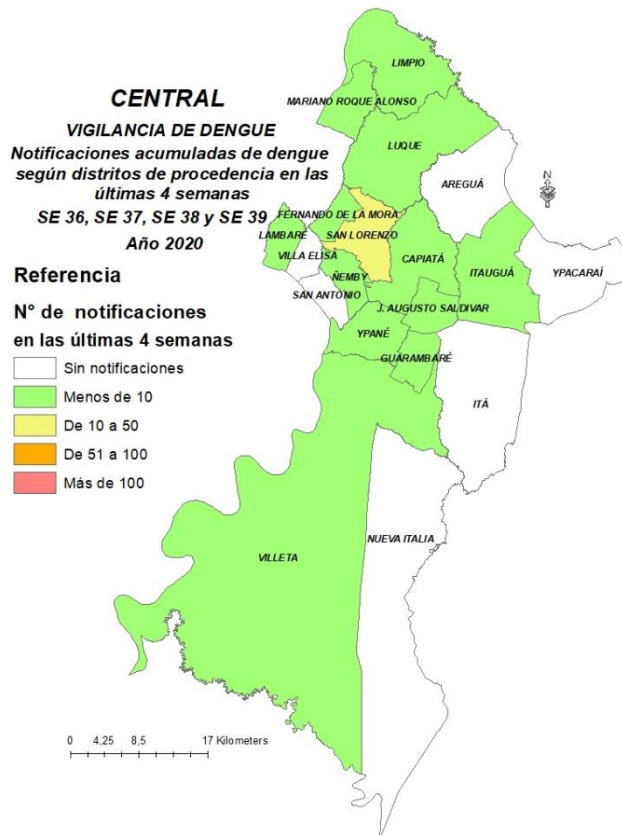 CENTRAL
VIGILANCIA DE DENGUE
Notificaciones acumuladas de dengue
según distritos de procedencia en las
últimas 4 semanas
SE 36, SE 37, SE 38 y SE 39
Año 2020
Referencia
N° de notificaciones
en las últimas 4 semanas
Sin notificaciones
Menos de 10
De 10 a 50
De 51 a 100
Más de 100
LIMPIO
MARIANO ROQUE ALONSO
LUQUE
AREGUÁ
N
FERNANDO DE LA MORA
LAMBARÉ
SAN LORENZO
VILLA ELISA
CAPIATÁ
ITAUGUÁ
YPACARAÍ
ÑEMBY
SAN ANTONIO
J. AUGUSTO SALDIVAR
YPANÉ
GUARAMBARÉ
ITÁ
NUEVA ITALIA
VILLETA
0 4,25 8,5 17 Kilometers